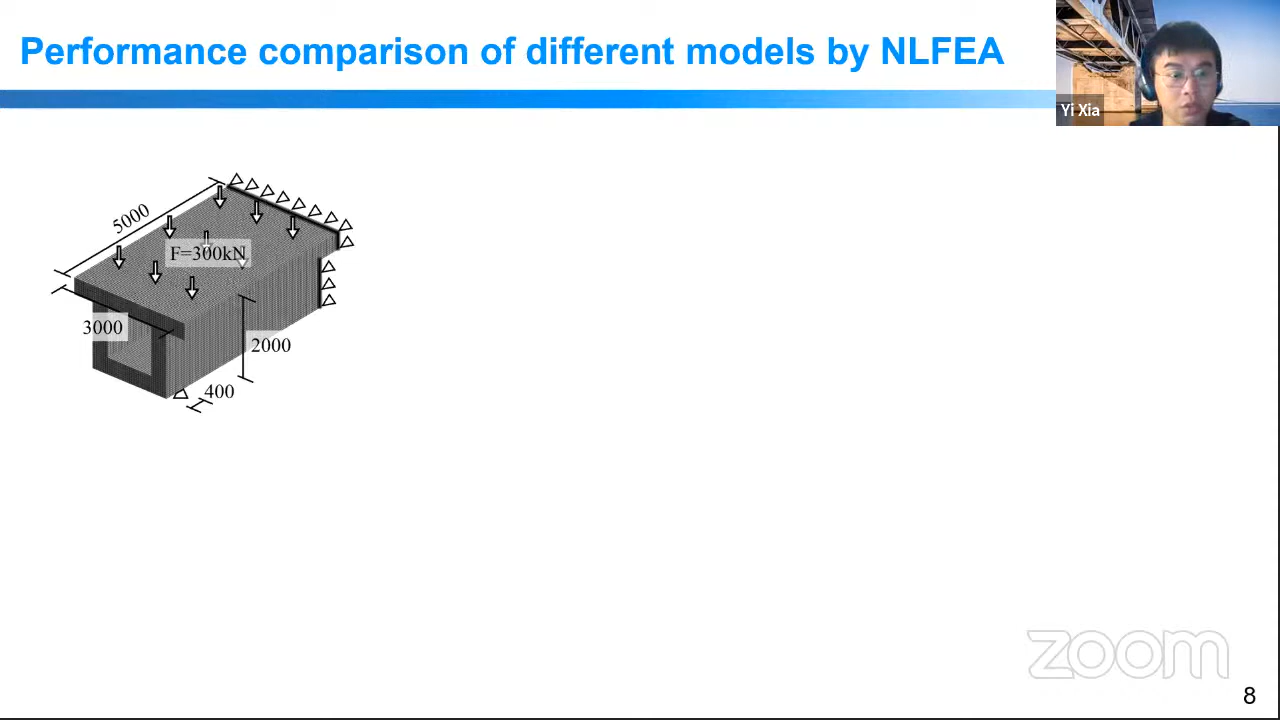 Performance comparison of different models by NLFEA
Yi Xia
5000
F=300kN
3000
2000
400
zoom
8